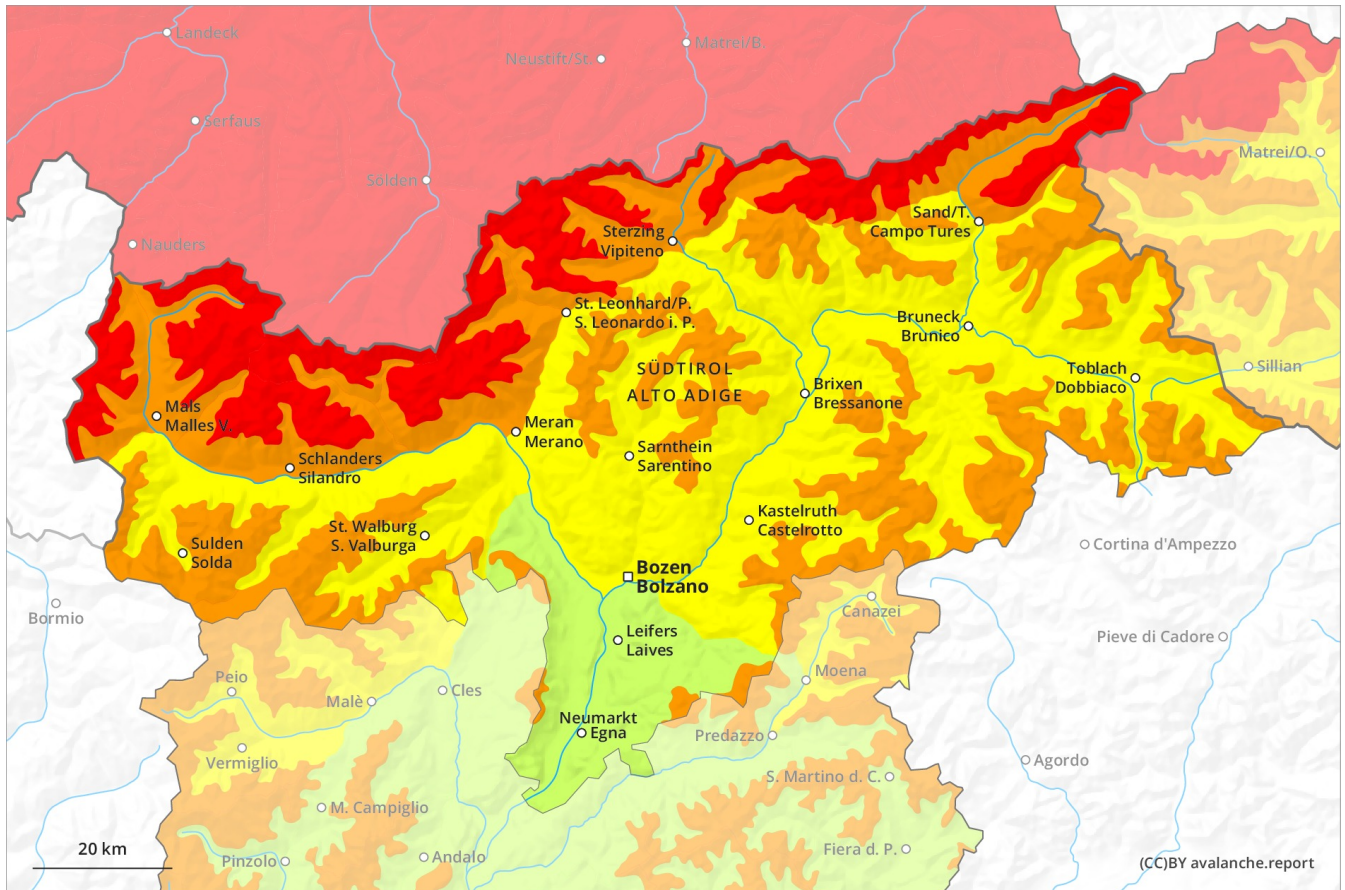 Landeck
Matrei/B.
Neustift/St.
Serfaus
Matrei/O.
Sölden
Sand/T.
Campo Tures
Sterzing
Vipiteno
Nauders
St. Leonhard/P.
S. Leonardo i. P.
Bruneck
Brunico
SÜDTIROL
ALTO ADIGE
Toblach
Dobbiaco
Sillian
Brixen
Bressanone
Mals
Malles V.
Meran
Merano
Schlanders
Silandro
Sarnthein
Sarentino
St. Walburg
S. Valburga
Kastelruth
Castelrotto
Sulden
Solda
Cortina d'Ampezzo
Bozen
Bolzano
Bormio
Canazei
Leifers
Laives
Pieve di Cadore
Peio
Malè
Cles
Moena
Neumarkt
Egna
Predazzo
Vermiglio
Agordo
S. Martino d. C.
M. Campiglio
20 km
Pinzolo
Andalo
Fiera d. P.
(CC)BY avalanche.report